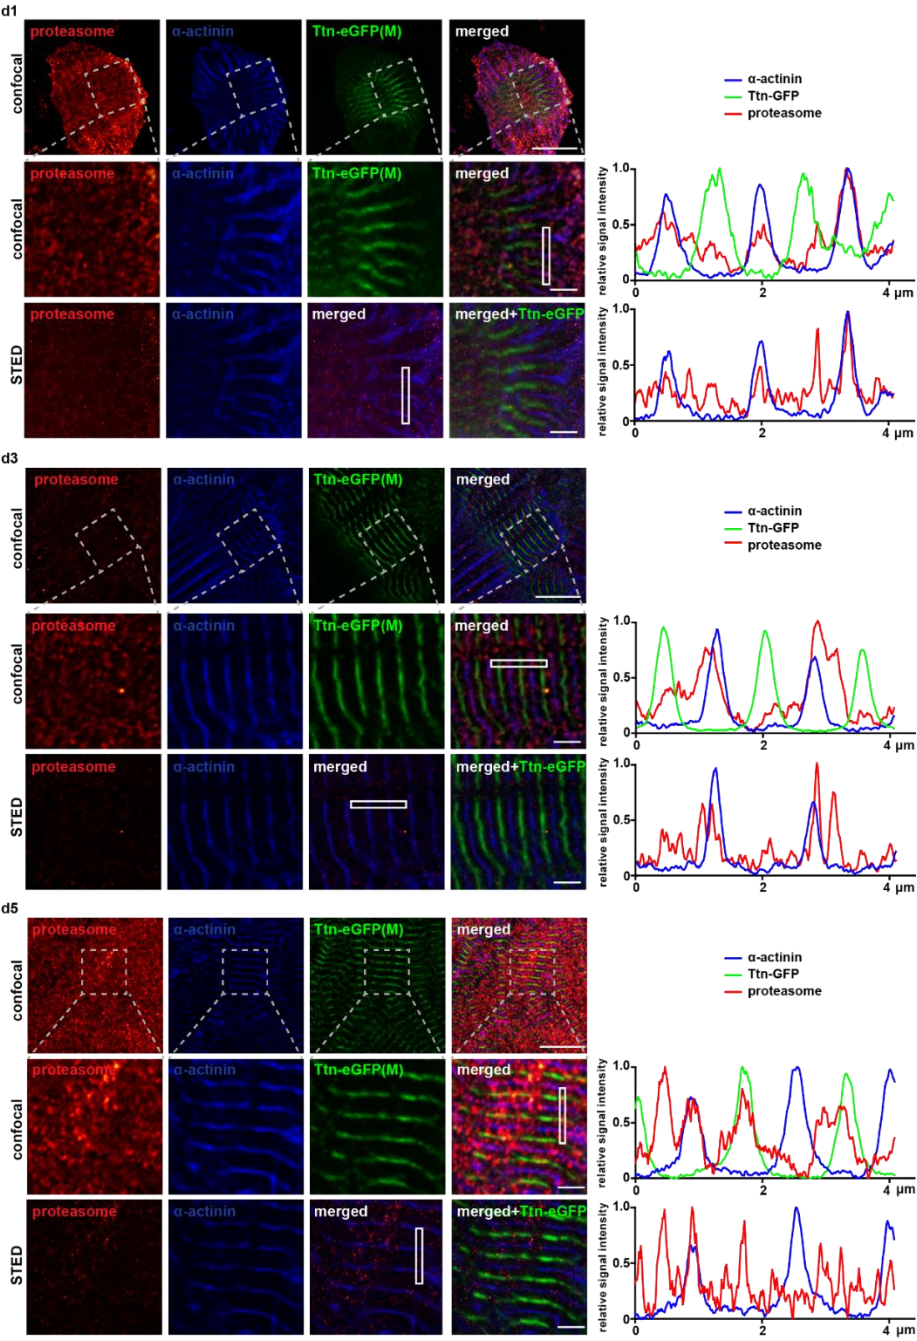 d1
confocal
proteasome α-actinin Ttn-eGFP(M) merged
α-actinin
Ttn-GFP
proteasome
confocal
proteasome α-actinin Ttn-eGFP(M) merged
relative signal intensity
1.0
0.5
0
0 2 4 μm
STED
proteasome α-actinin merged merged+Ttn-eGFP
relative signal intensity
1.0
0.5
0
0 2 4 μm
d3
confocal
proteasome α-actinin Ttn-eGFP(M) merged
α-actinin
Ttn-GFP
proteasome
confocal
proteasome α-actinin Ttn-eGFP(M) merged
relative signal intensity
1.0
0.5
0
0 2 4 μm
STED
proteasome α-actinin merged merged+Ttn-eGFP
relative signal intensity
1.0
0.5
0
0 2 4 μm
d5
confocal
proteasome α-actinin Ttn-eGFP(M) merged
α-actinin
Ttn-GFP
proteasome
confocal
proteasome α-actinin Ttn-eGFP(M) merged
relative signal intensity
1.0
0.5
0
0 2 4 μm
STED
proteasome α-actinin merged merged+Ttn-eGFP
relative signal intensity
1.0
0.5
0
0 2 4 μm